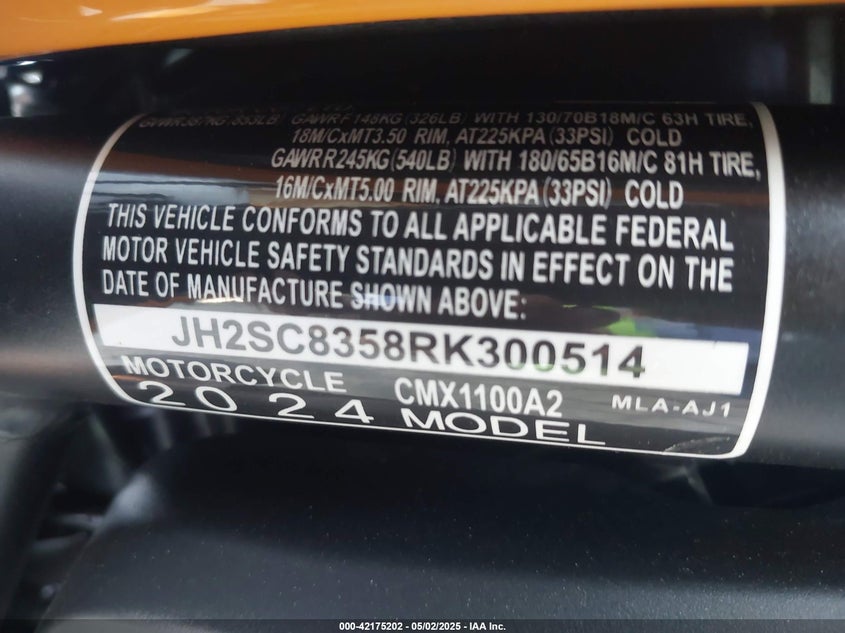 GAWRF148KG (326LB) WITH 130/70B18M/C 63H TIRE,
18M/CxMT3.50 RIM, AT225KPA (33PSI) COLD
GAWRR245KG (540LB) WITH 180/65B16M/C 81H TIRE,
16M/CxMT5.00 RIM, AT225KPA (33PSI) COLD
THIS VEHICLE CONFORMS TO ALL APPLICABLE FEDERAL
MOTOR VEHICLE SAFETY STANDARDS IN EFFECT ON THE
DATE OF MANUFACTURE SHOWN ABOVE:
JH2SC8358RK300514
MOTORCYCLE CMX1100A2 MLA-AJ1
2024 MODEL
000-42175202 - 05/02/2025 - IAA Inc.